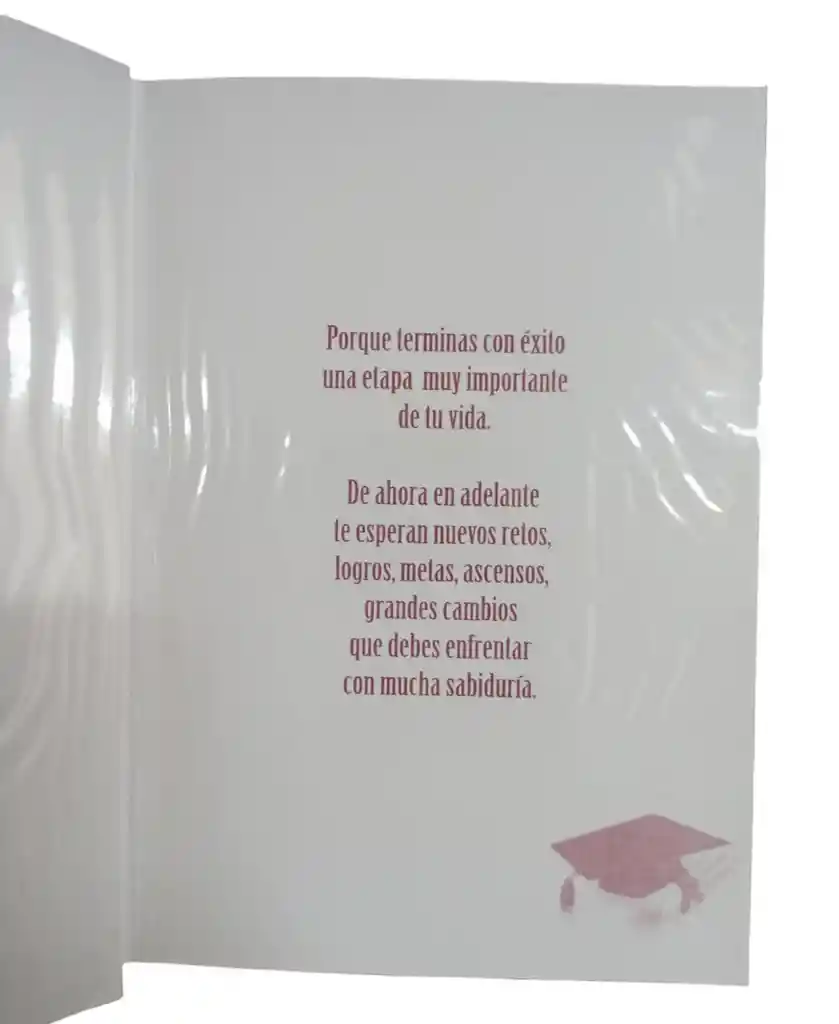 Porque terminas con éxito
una etapa muy importante
de tu vida.
De ahora en adelante
te esperan nuevos retos,
logros, metas, ascensos,
grandes cambios
que debes enfrentar
con mucha sabiduría.